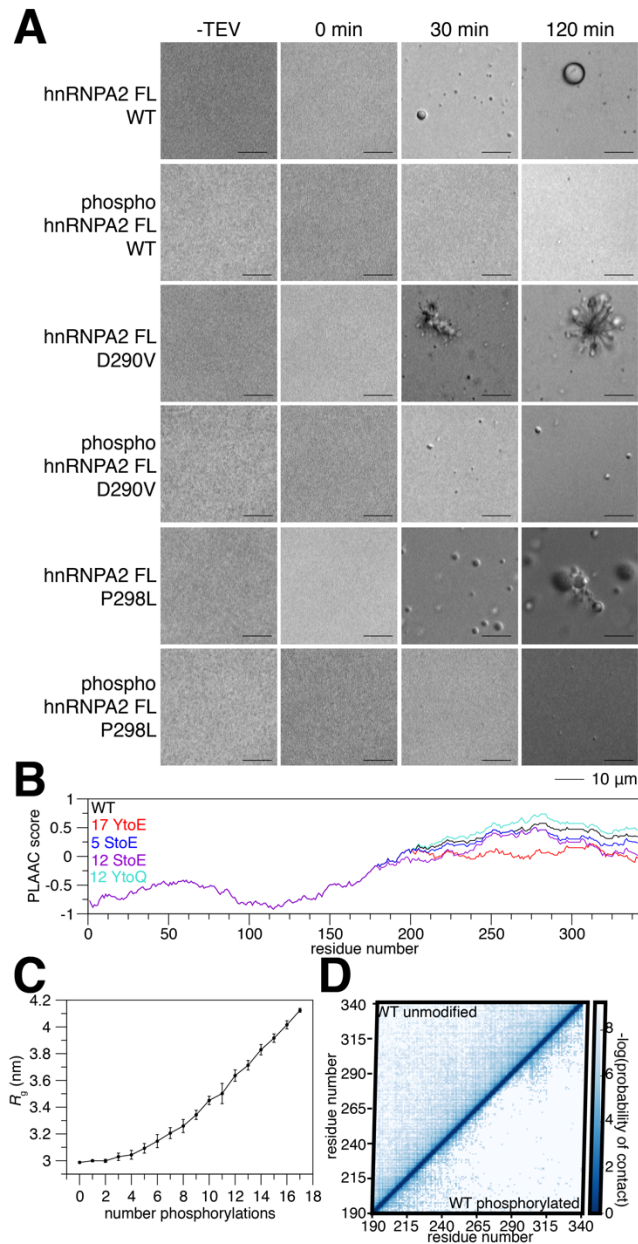 A
-TEV 0 min 30 min 120 min
hnRNPA2 FL
WT
phospho
hnRNPA2 FL
WT
hnRNPA2 FL
D290V
phospho
hnRNPA2 FL
D290V
hnRNPA2 FL
P298L
phospho
hnRNPA2 FL
P298L
10 µm
B
PLAAC score
1
0.5
0
-0.5
-1
WT
17 YtoE
5 StoE
12 StoE
12 YtoQ
0 50 100 150 200 250 300
residue number
C
Rg (nm)
4.2
4
3.8
3.6
3.4
3.2
3
0 2 4 6 8 10 12 14 16 18
number phosphorylations
D
residue number
340
315
290
265
240
215
190
WT unmodified
WT phosphorylated
190 215 240 265 290 315 340
residue number
8
6
4
2
0
-log(probability of contact)